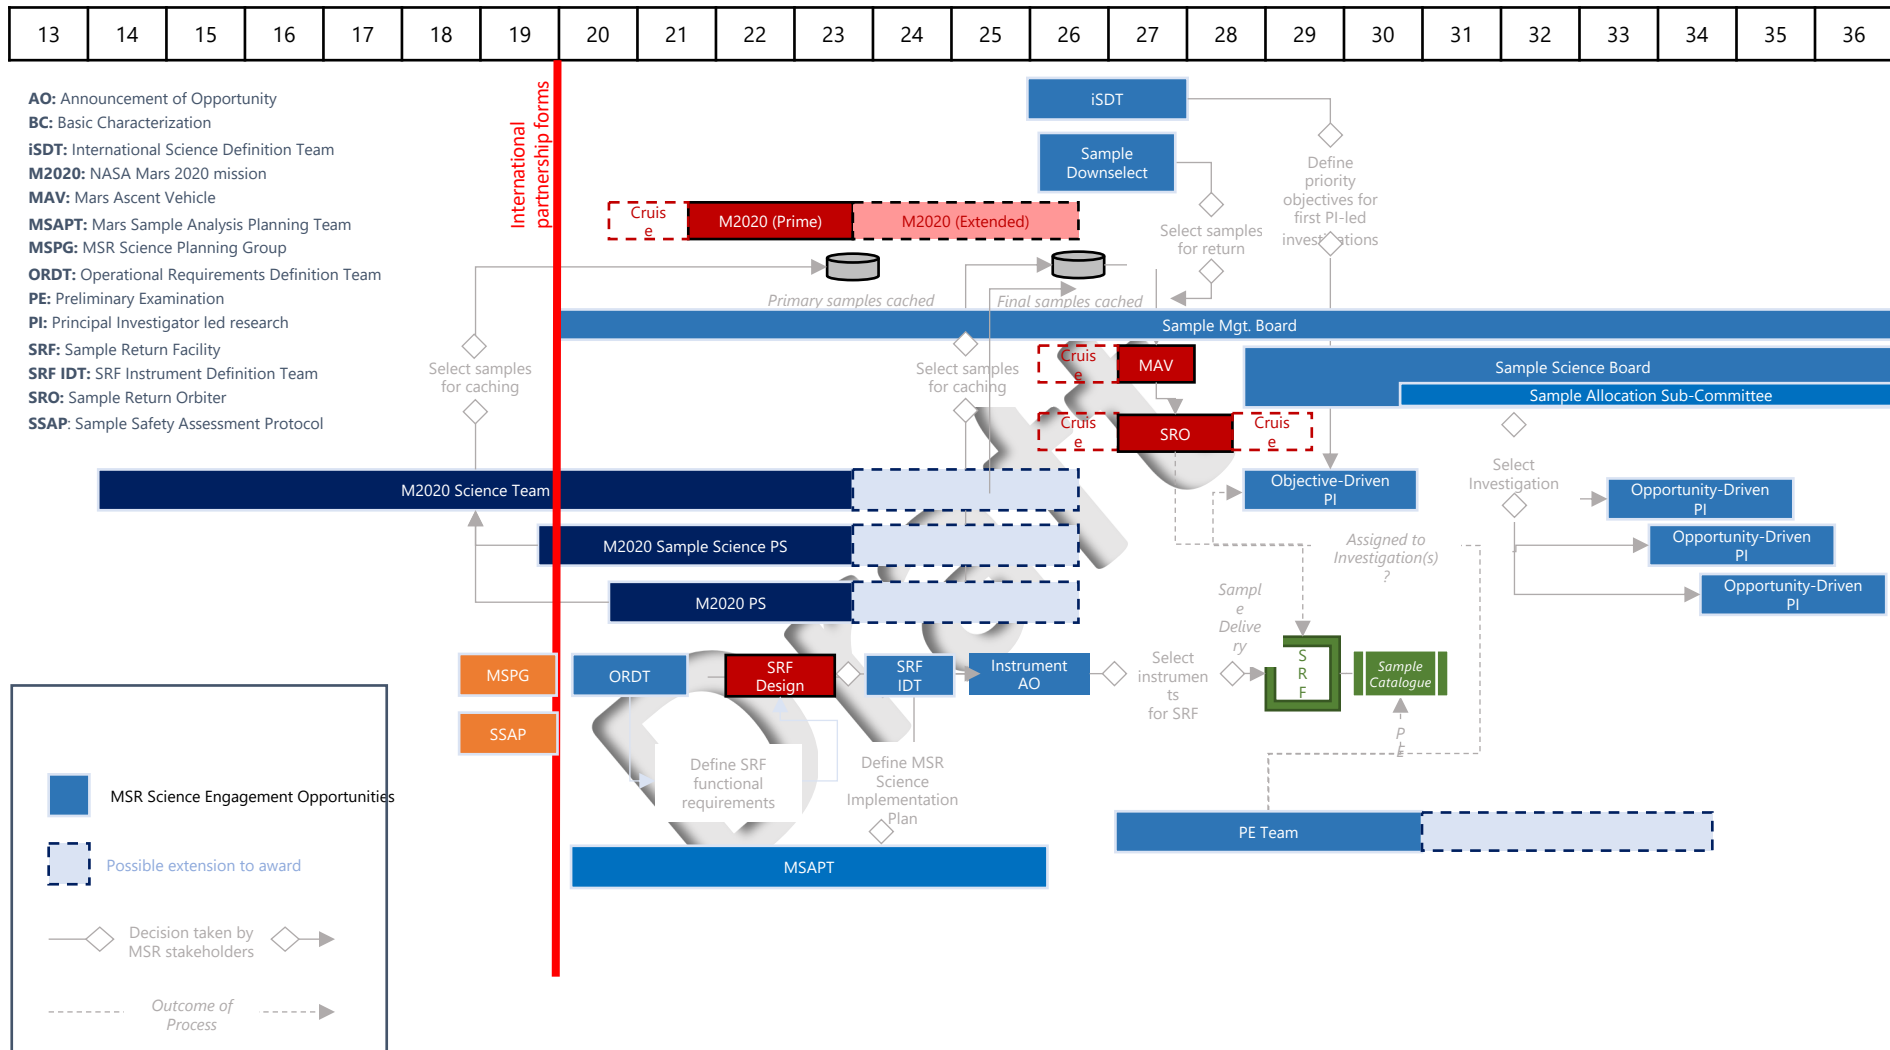 13 14 15 16 17 18 19 20 21 22 23 24 25 26 27 28 29 30 31 32 33 34 35 36
AO: Announcement of Opportunity
BC: Basic Characterization
iSDT: International Science Definition Team
M2020: NASA Mars 2020 mission
MAV: Mars Ascent Vehicle
MSAPT: Mars Sample Analysis Planning Team
MSPG: MSR Science Planning Group
ORDT: Operational Requirements Definition Team
PE: Preliminary Examination
PI: Principal Investigator led research
SRF: Sample Return Facility
SRF IDT: SRF Instrument Definition Team
SRO: Sample Return Orbiter
SSAP: Sample Safety Assessment Protocol
International
partnership forms
iSDT
Sample
Downselect
Define
priority
objectives for
first PI-led
investigations
Select samples
for return
Cruis
e
M2020 (Prime)
M2020 (Extended)
Primary samples cached
Final samples cached
Sample Mgt. Board
Select samples
for caching
Select samples
for caching
Cruis
e
MAV
Sample Science Board
Sample Allocation Sub-Committee
Cruis
e
SRO
Cruis
e
Draft
M2020 Science Team
Objective-Driven
PI
Select
Investigation
Opportunity-Driven
PI
M2020 Sample Science PS
Assigned to
Investigation(s)
?
Opportunity-Driven
PI
M2020 PS
Opportunity-Driven
PI
Sampl
e
Delive
ry
MSPG
ORDT
SRF
Design
SRF
IDT
Instrument
AO
Select
instrumen
ts
for SRF
S
R
F
Sample
Catalogue
SSAP
P
E
Define SRF
functional
requirements
Define MSR
Science
Implementation
Plan
PE Team
MSAPT
MSR Science Engagement Opportunities
Possible extension to award
Decision taken by
MSR stakeholders
Outcome of
Process